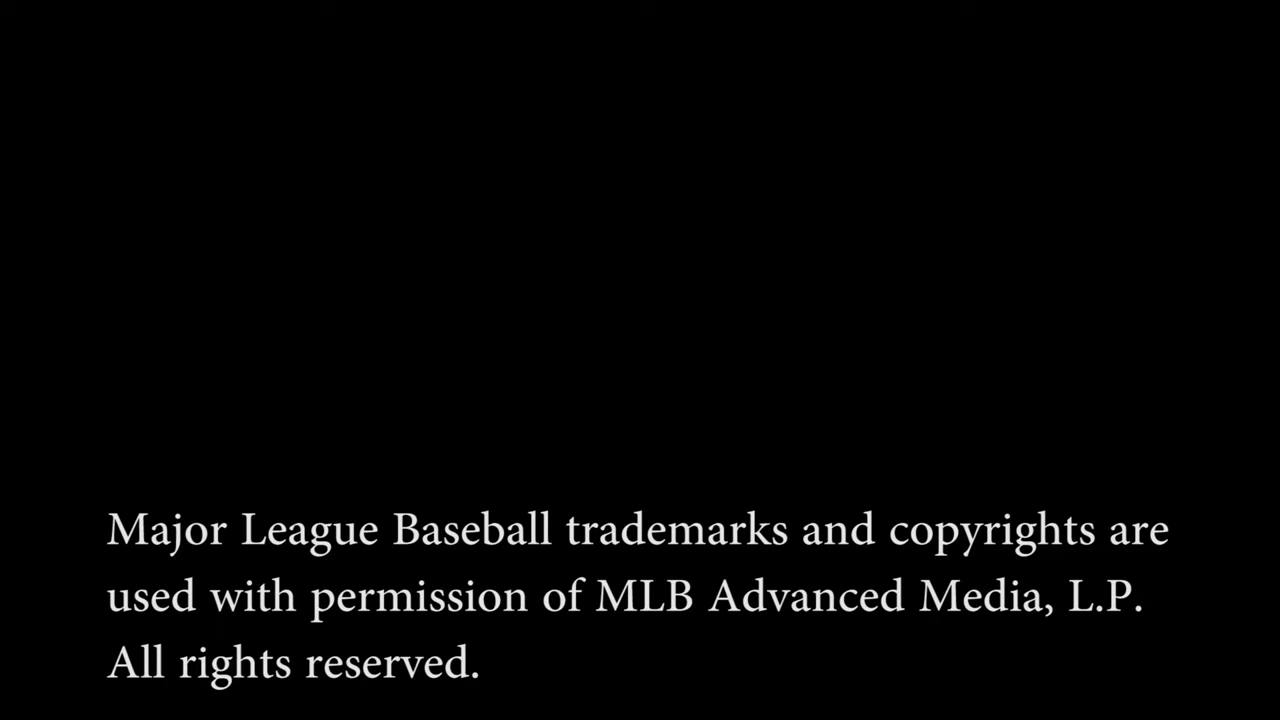 Major League Baseball trademarks and copyrights are
used with permission of MLB Advanced Media, L.P.
All rights reserved.